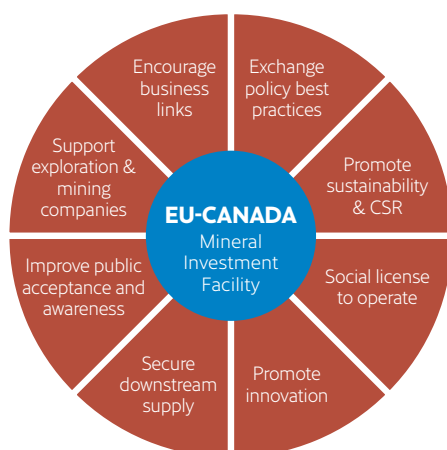 Encourage
business
links
Exchange
policy best
practices
Promote
sustainability
& CSR
Social license
to operate
Promote
innovation
Secure
downstream
supply
Improve public
acceptance and
awareness
Support
exploration &
mining
companies
EU-CANADA
Mineral
Investment
Facility